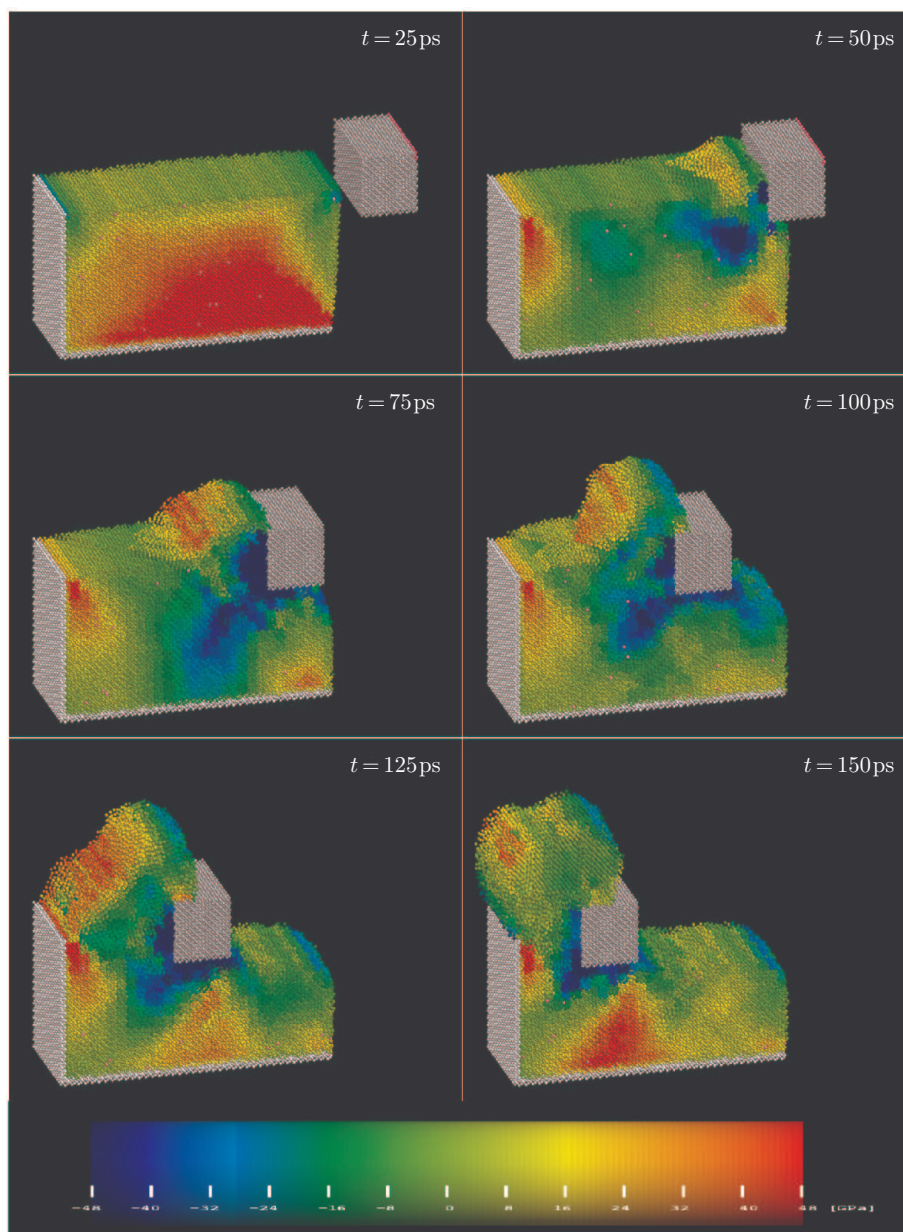 t = 25 ps
t = 50 ps
t = 75 ps
t = 100 ps
t = 125 ps
t = 150 ps
−48 −40 −32 −24 −16 −8 0 8 16 24 32 40 48 [GPa]